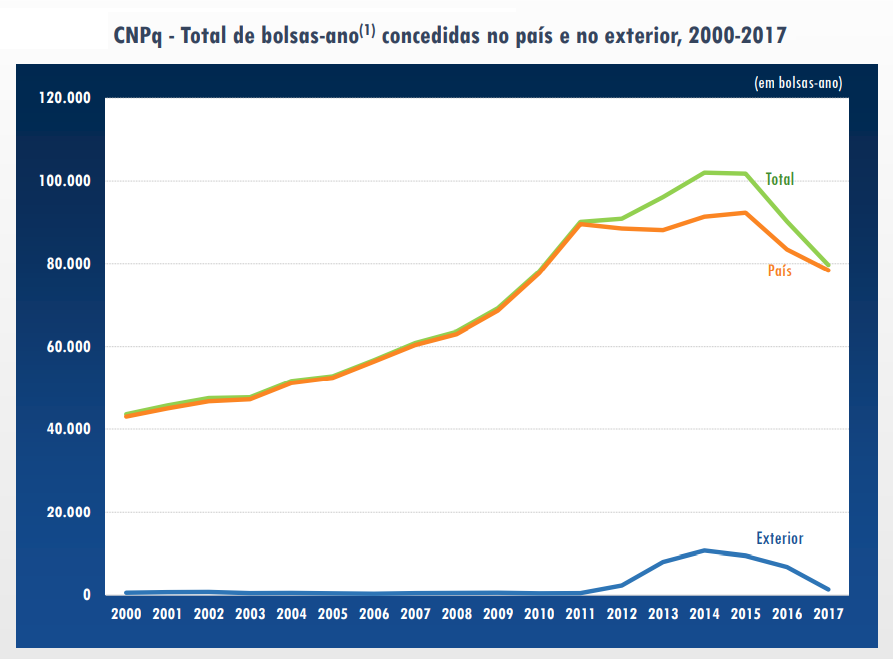 CNPq - Total de bolsas-ano(1) concedidas no país e no exterior, 2000-2017
(em bolsas-ano)
120.000
100.000
Total
80.000
País
60.000
40.000
20.000
Exterior
0
2000 2001 2002 2003 2004 2005 2006 2007 2008 2009 2010 2011 2012 2013 2014 2015 2016 2017